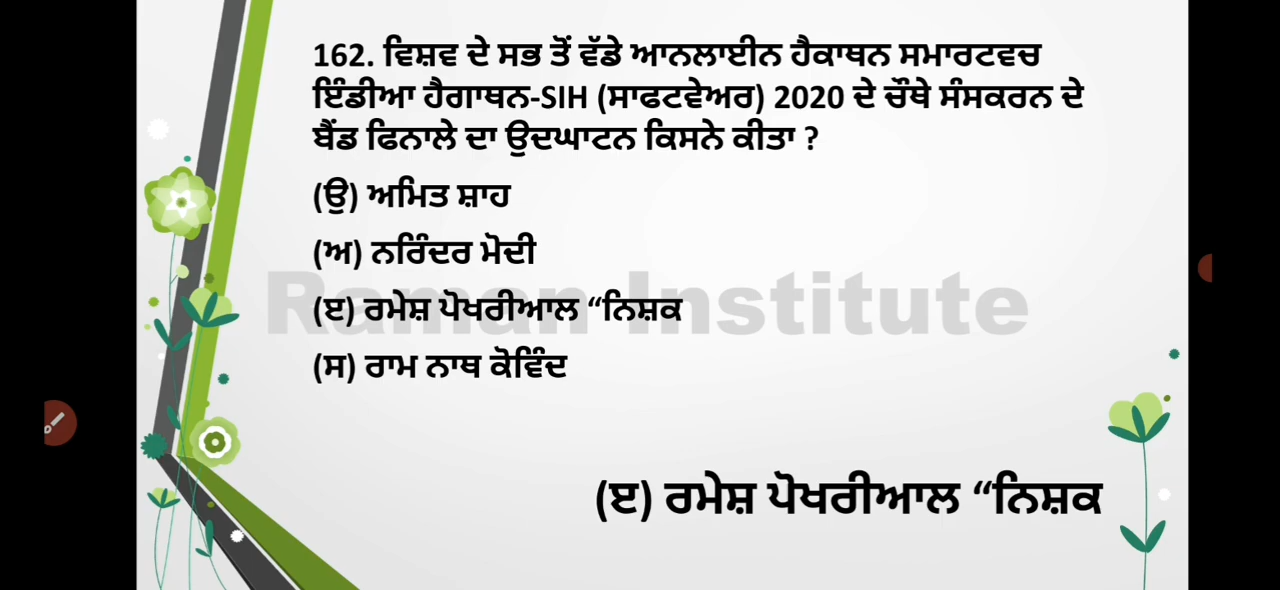 162. ਵਿਸ਼ਵ ਦੇ ਸਭ ਤੋਂ ਵੱਡੇ ਆਨਲਾਈਨ ਹੈਕਾਥਨ ਸਮਾਰਟਵਚ
ਇੰਡੀਆ ਹੈਗਾਥਨ-SIH (ਸਾਫਟਵੇਅਰ) 2020 ਦੇ ਚੌਥੇ ਸੰਸਕਰਨ ਦੇ
ਬੈਂਡ ਫਿਨਾਲੇ ਦਾ ਉਦਘਾਟਨ ਕਿਸਨੇ ਕੀਤਾ ?
(ਉ) ਅਮਿਤ ਸ਼ਾਹ
(ਅ) ਨਰਿੰਦਰ ਮੋਦੀ
Raman Institute
(ੲ) ਰਮੇਸ਼ ਪੋਖਰੀਆਲ “ਨਿਸ਼ਕ
(ਸ) ਰਾਮ ਨਾਥ ਕੋਵਿੰਦ
(ੲ) ਰਮੇਸ਼ ਪੋਖਰੀਆਲ “ਨਿਸ਼ਕ